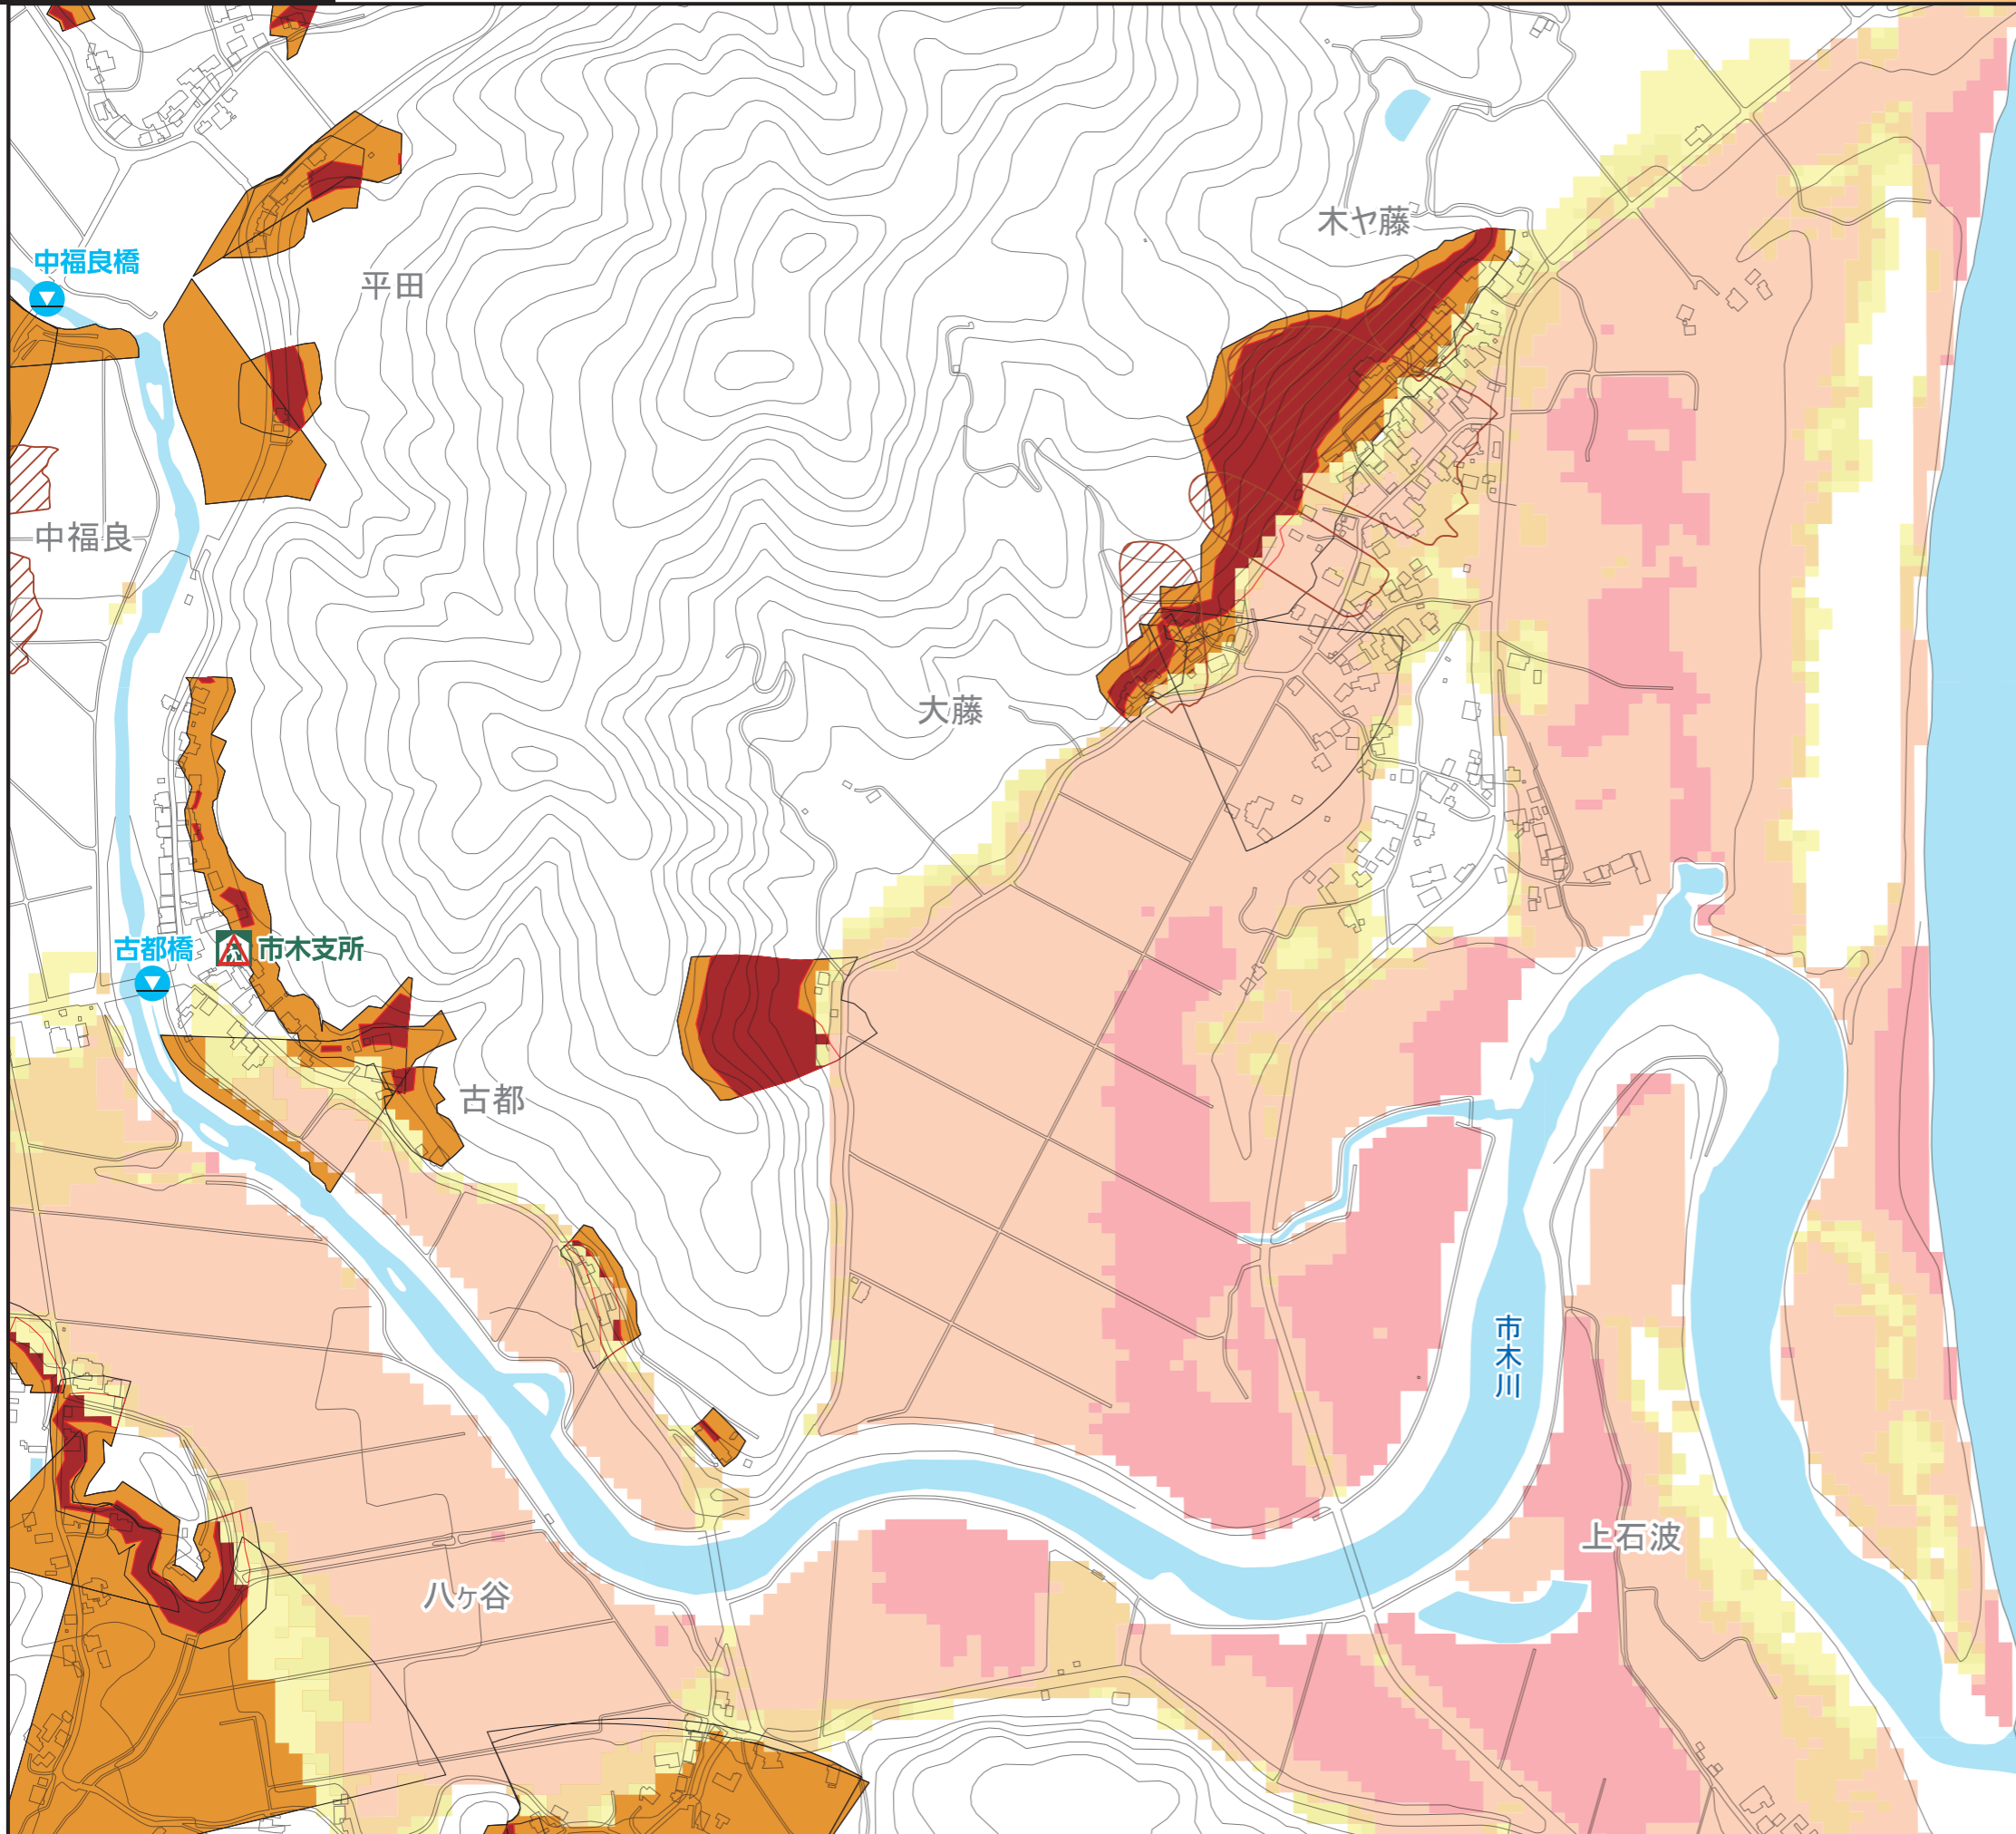 木ヤ藤
中福良橋
平田
中福良
大藤
古都橋
市木支所
古都
市木川
上石波
八ヶ谷